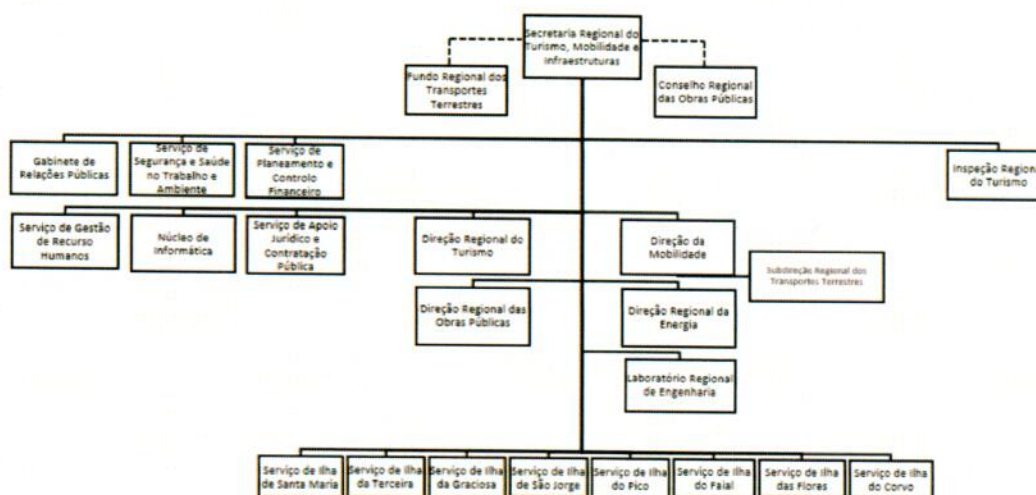 Secretaria Regional do
Turismo, Mobilidade e
Infraestruturas
Fundo Regional dos
Transportes
Terrestres
Conselho Regional
das Obras Públicas
Gabinete de
Relações Públicas
Serviço de
Segurança e Saúde
no Trabalho e
Ambiente
Serviço de
Planeamento e
Controlo
Financeiro
Inspeção Regional
do Turismo
Serviço de Gestão
de Recurso
Humanos
Núcleo de
Informática
Serviço de Apoio
Jurídico e
Contratação
Pública
Direção Regional do
Turismo
Direção da
Mobilidade
Subdireção Regional dos
Transportes Terrestres
Direção Regional das
Obras Públicas
Direção Regional da
Energia
Laboratório Regional
de Engenharia
Serviço de Ilha
de Santa Maria
Serviço de Ilha
da Terceira
Serviço de Ilha
da Graciosa
Serviço de Ilha
de São Jorge
Serviço de Ilha
do Pico
Serviço de Ilha
do Faial
Serviço de Ilha
das Flores
Serviço de Ilha
do Corvo